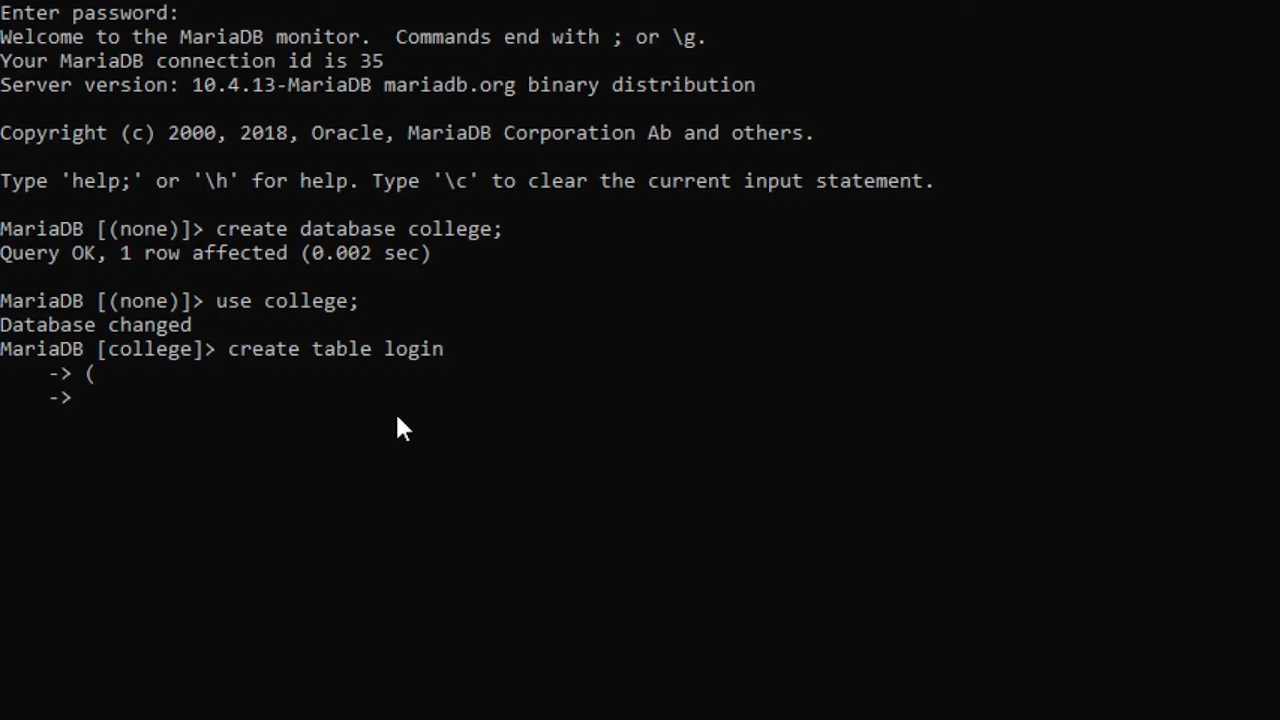 Enter password:
Welcome to the MariaDB monitor.  Commands end with ; or \g.
Your MariaDB connection id is 35
Server version: 10.4.13-MariaDB mariadb.org binary distribution
Copyright (c) 2000, 2018, Oracle, MariaDB Corporation Ab and others.
Type 'help;' or '\h' for help. Type '\c' to clear the current input statement.
MariaDB [(none)]> create database college;
Query OK, 1 row affected (0.002 sec)
MariaDB [(none)]> use college;
Database changed
MariaDB [college]> create table login
    -> (
    ->